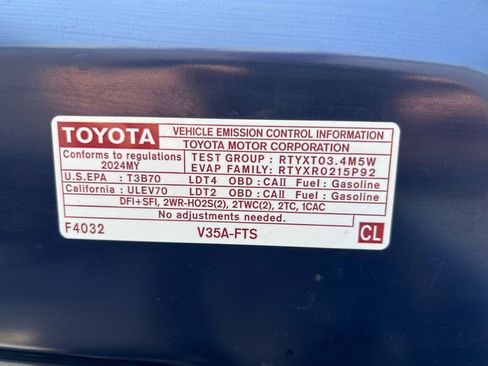 TOYOTA VEHICLE EMISSION CONTROL INFORMATION
TOYOTA MOTOR CORPORATION
Conforms to regulations 2024MY
TEST GROUP : RTYXT03.4M5W
EVAP FAMILY: RTYXR0215P92
U.S.EPA : T3B70 LDT4 OBD : CAII Fuel : Gasoline
California : ULEV70 LDT2 OBD : CAII Fuel : Gasoline
DFI+SFI, 2WR-HO2S(2), 2TWC(2), 2TC, 1CAC
No adjustments needed.
F4032 V35A-FTS CL